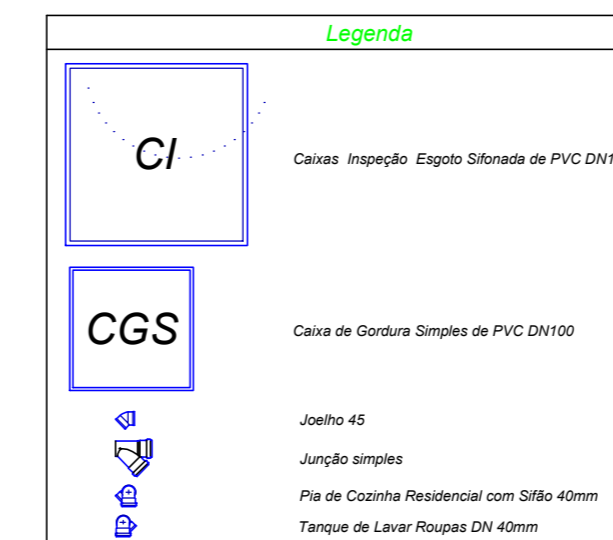 Legenda
CI
Caixas Inspeção Esgoto Sifonada de PVC
CGS
Caixa de Gordura Simples de PVC DN100
Joelho 45
Junção simples
Pia de Cozinha Residencial com Sifão 40mm
Tanque de Lavar Roupas DN 40mm